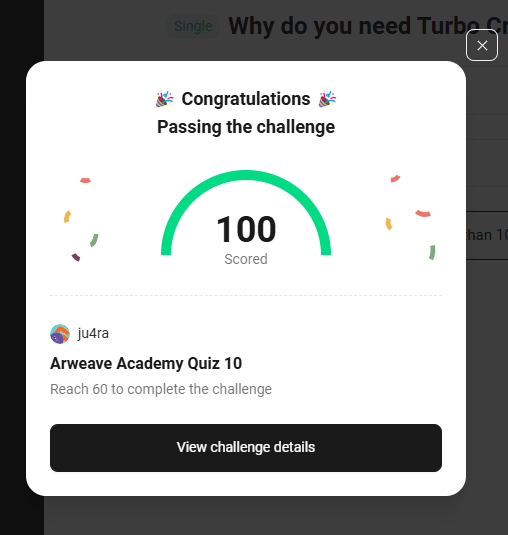 Single Why do you need Turbo Cr
🎉 Congratulations 🎉
Passing the challenge
100
Scored
than 10
ju4ra
Arweave Academy Quiz 10
Reach 60 to complete the challenge
View challenge details